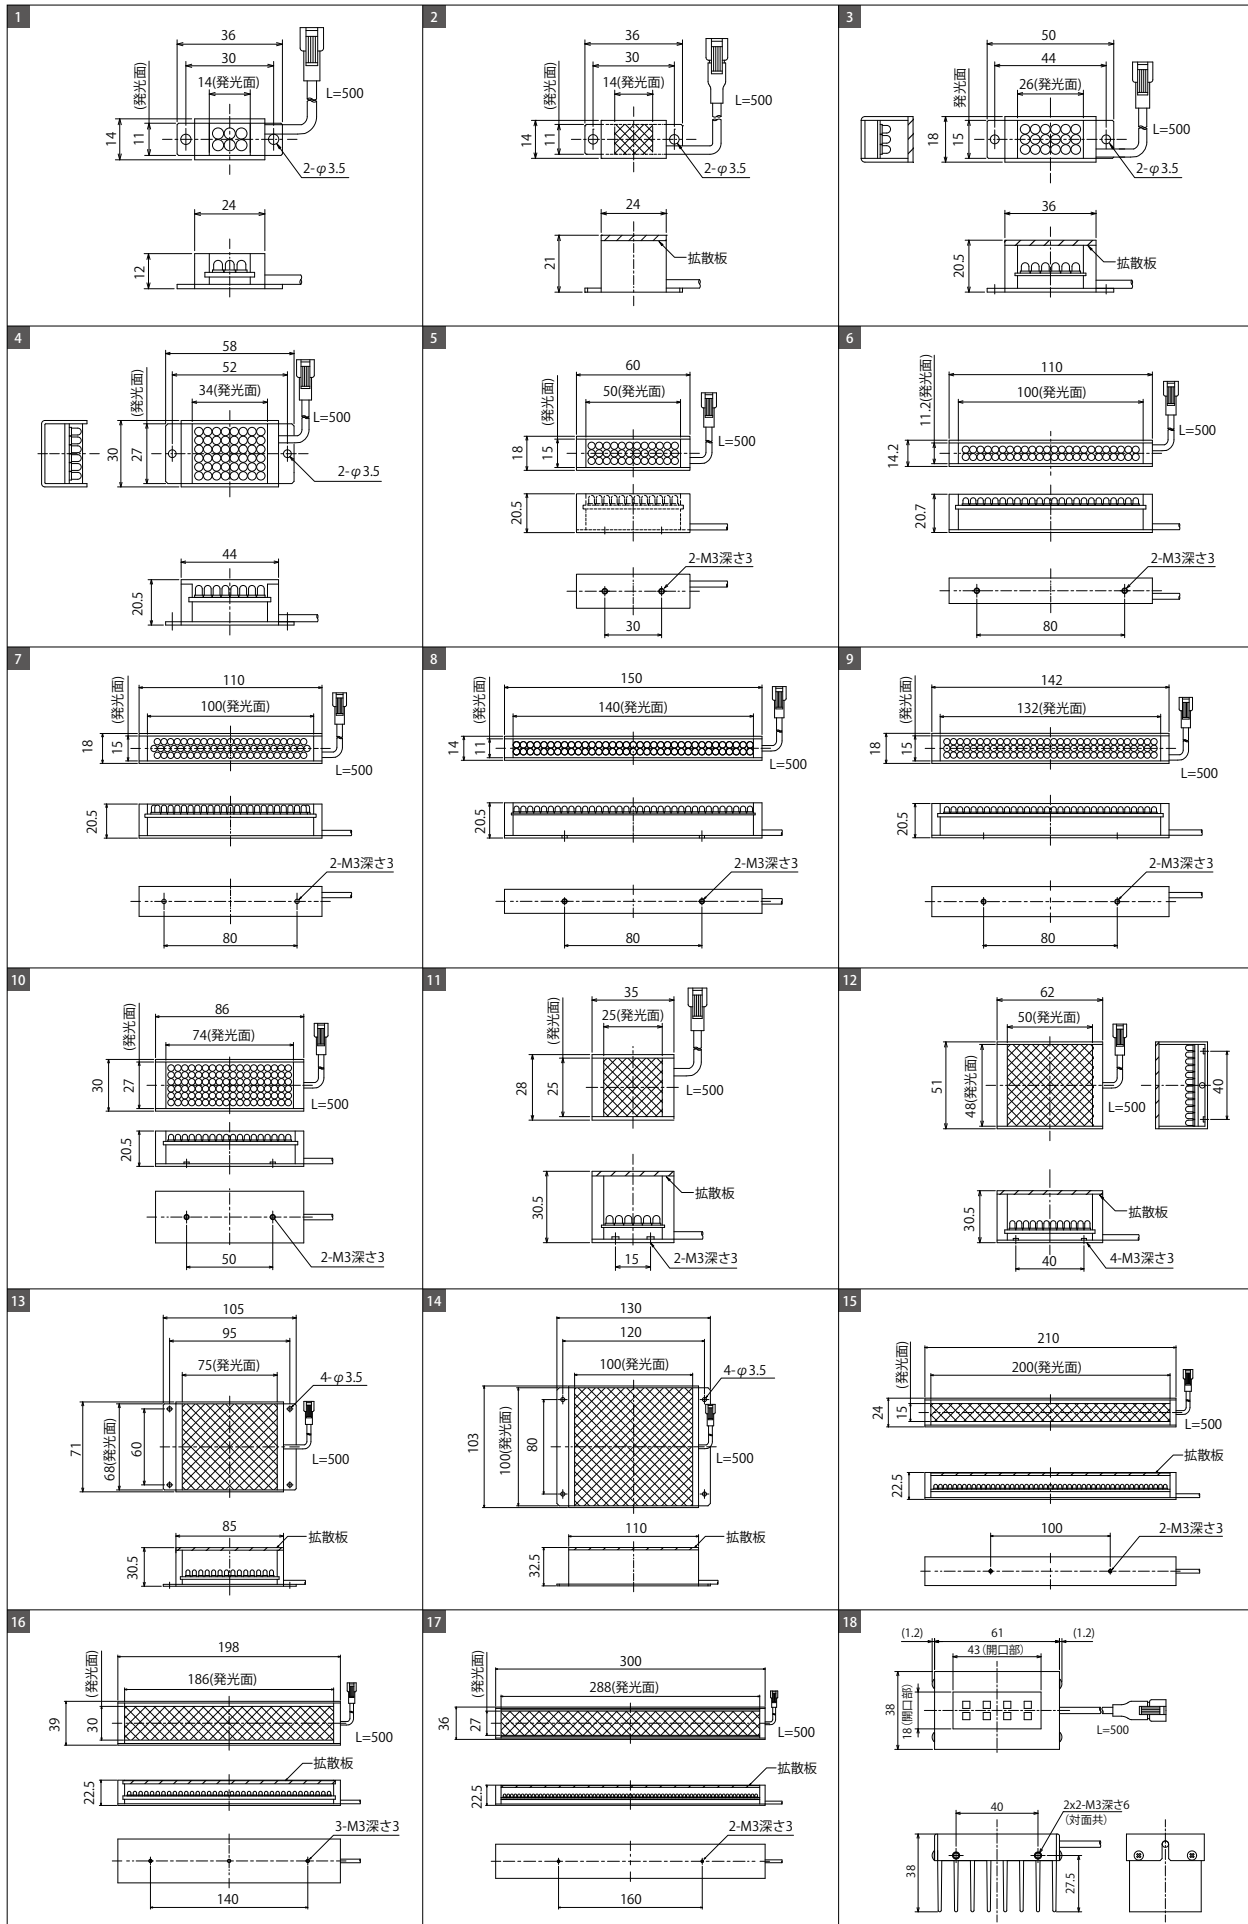 1
36
30
14(発光面)
(発光面)
14
11
L=500
2-φ3.5
24
12
2
36
30
14(発光面)
(発光面)
14
11
L=500
2-φ3.5
24
21
拡散板
3
50
44
26(発光面)
発光面
18
15
L=500
2-φ3.5
36
20.5
拡散板
4
58
52
34(発光面)
(発光面)
30
27
L=500
2-φ3.5
44
20.5
5
60
50(発光面)
(発光面)
18
15
L=500
20.5
2-M3深さ3
30
6
110
100(発光面)
11.2(発光面)
14.2
L=500
20.7
2-M3深さ3
80
7
110
100(発光面)
(発光面)
18
15
L=500
20.5
2-M3深さ3
80
8
150
140(発光面)
(発光面)
14
11
L=500
20.5
2-M3深さ3
80
9
142
132(発光面)
(発光面)
18
15
L=500
20.5
2-M3深さ3
80
10
86
74(発光面)
(発光面)
30
27
L=500
20.5
50
2-M3深さ3
11
35
25(発光面)
(発光面)
28
25
L=500
30.5
拡散板
15
2-M3深さ3
12
62
50(発光面)
51
48(発光面)
L=500
40
30.5
拡散板
40
4-M3深さ3
13
105
95
75(発光面)
4-φ3.5
71
68(発光面)
60
L=500
85
30.5
拡散板
14
130
120
100(発光面)
4-φ3.5
103
100(発光面)
80
L=500
110
32.5
拡散板
15
210
200(発光面)
(発光面)
24
15
L=500
22.5
拡散板
100
2-M3深さ3
16
198
186(発光面)
(発光面)
39
30
L=500
22.5
拡散板
3-M3深さ3
140
17
300
288(発光面)
(発光面)
36
27
L=500
22.5
拡散板
2-M3深さ3
160
18
(1.2)
61
(1.2)
43(開口部)
38
18(開口部)
L=500
40
2x2-M3深さ6
(対面共)
38
27.5